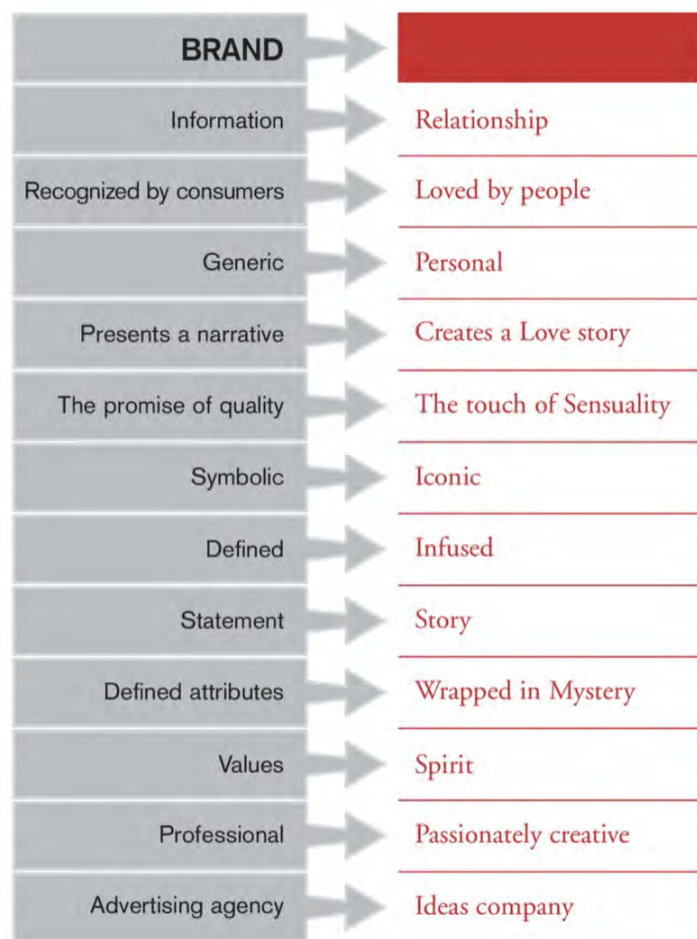 BRAND
Information
Relationship
Recognized by consumers
Loved by people
Generic
Personal
Presents a narrative
Creates a Love story
The promise of quality
The touch of Sensuality
Symbolic
Iconic
Defined
Infused
Statement
Story
Defined attributes
Wrapped in Mystery
Values
Spirit
Professional
Passionately creative
Advertising agency
Ideas company